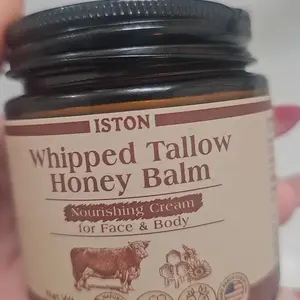 ISTON
Whipped Tallow
Honey Balm
Nourishing Cream
for Face & Body